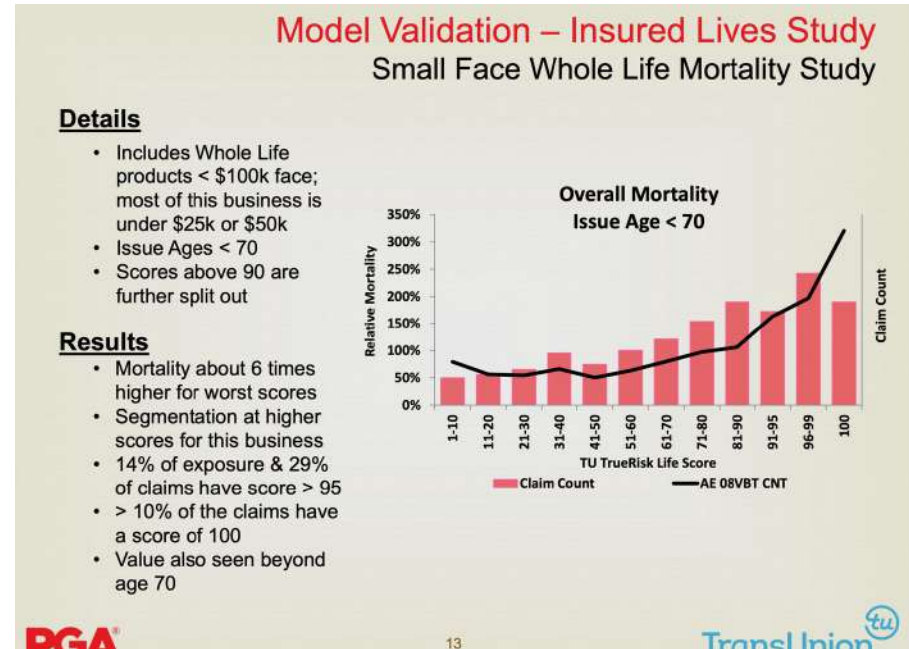 Model Validation – Insured Lives Study
Small Face Whole Life Mortality Study
Details
• Includes Whole Life
products < $100k face;
most of this business is
under $25k or $50k
• Issue Ages < 70
• Scores above 90 are
further split out
Results
• Mortality about 6 times
higher for worst scores
• Segmentation at higher
scores for this business
• 14% of exposure & 29%
of claims have score > 95
• > 10% of the claims have
a score of 100
• Value also seen beyond
age 70
Overall Mortality
Issue Age < 70
350%
300%
250%
200%
150%
100%
50%
0%
Relative Mortality
Claim Count
1-10
11-20
21-30
31-40
41-50
51-60
61-70
71-80
81-90
91-95
96-99
100
TU TrueRisk Life Score
Claim Count
AE 08VBT CNT
RGA
13
TransUnion
tu